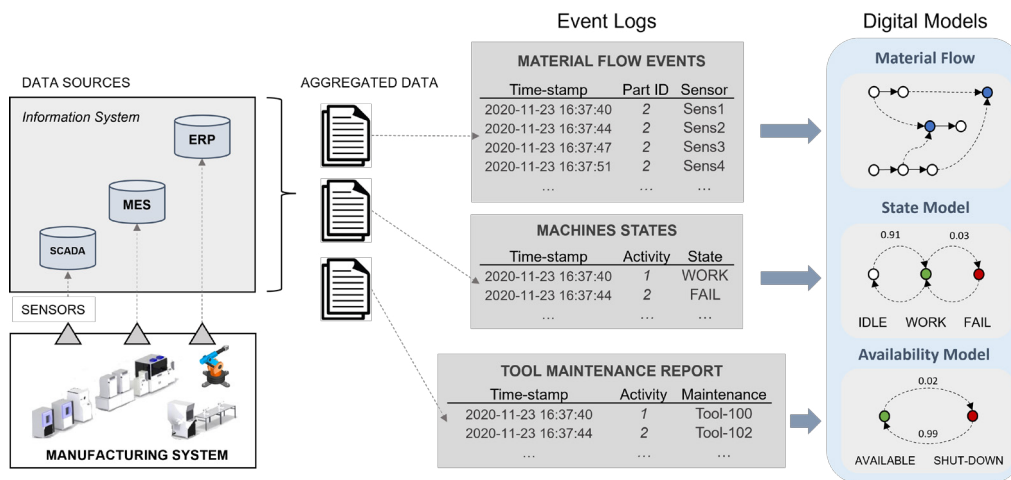 Event Logs
Digital Models
DATA SOURCES
Information System
ERP
MES
SCADA
SENSORS
MANUFACTURING SYSTEM
AGGREGATED DATA
MATERIAL FLOW EVENTS
Time-stamp Part ID Sensor
2020-11-23 16:37:40 2 Sens1
2020-11-23 16:37:44 2 Sens2
2020-11-23 16:37:47 2 Sens3
2020-11-23 16:37:51 2 Sens4
... ... ...
MACHINES STATES
Time-stamp Activity State
2020-11-23 16:37:40 1 WORK
2020-11-23 16:37:44 2 FAIL
... ...
TOOL MAINTENANCE REPORT
Time-stamp Activity Maintenance
2020-11-23 16:37:40 1 Tool-100
2020-11-23 16:37:44 2 Tool-102
... ...
Material Flow
State Model
0.91 0.03
IDLE WORK FAIL
Availability Model
0.02
0.99
AVAILABLE SHUT-DOWN